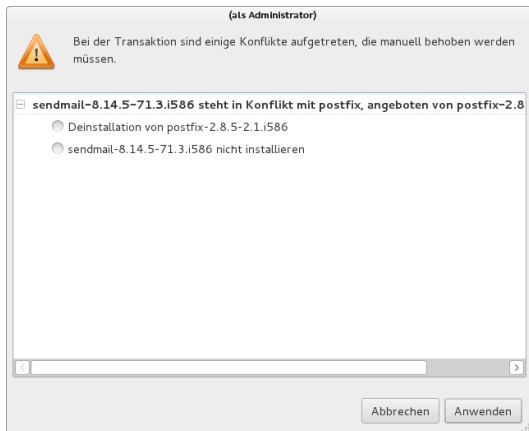 (als Administrator)
Bei der Transaktion sind einige Konflikte aufgetreten, die manuell behoben werden
müssen.
sendmail-8.14.5-71.3.i586 steht in Konflikt mit postfix, angeboten von postfix-2.8
Deinstallation von postfix-2.8.5-2.1.i586
sendmail-8.14.5-71.3.i586 nicht installieren
Abbrechen Anwenden